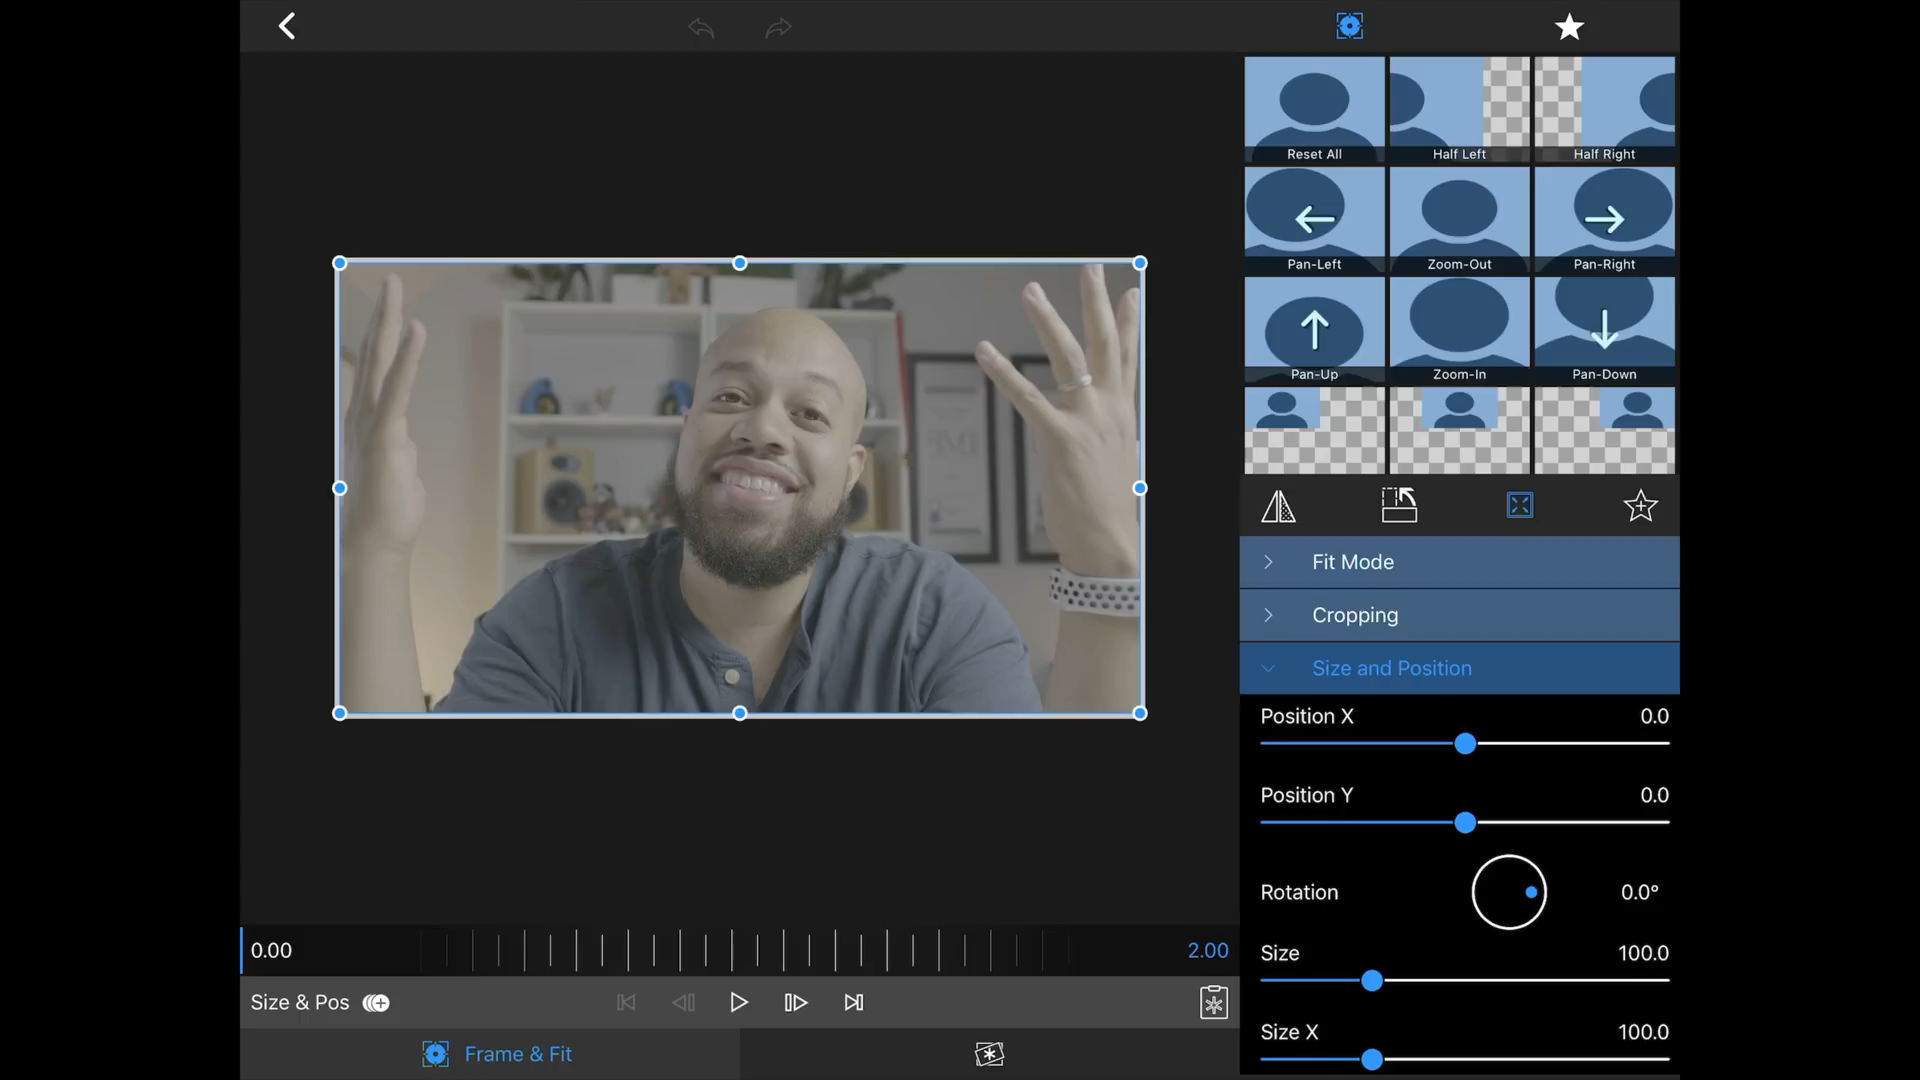 Reset All
Half Left
Half Right
Pan-Left
Zoom-Out
Pan-Right
Pan-Up
Zoom-In
Pan-Down
Fit Mode
Cropping
Size and Position
Position X 0.0
Position Y 0.0
Rotation 0.0°
Size 100.0
Size X 100.0
0.00
2.00
Size & Pos
Frame & Fit